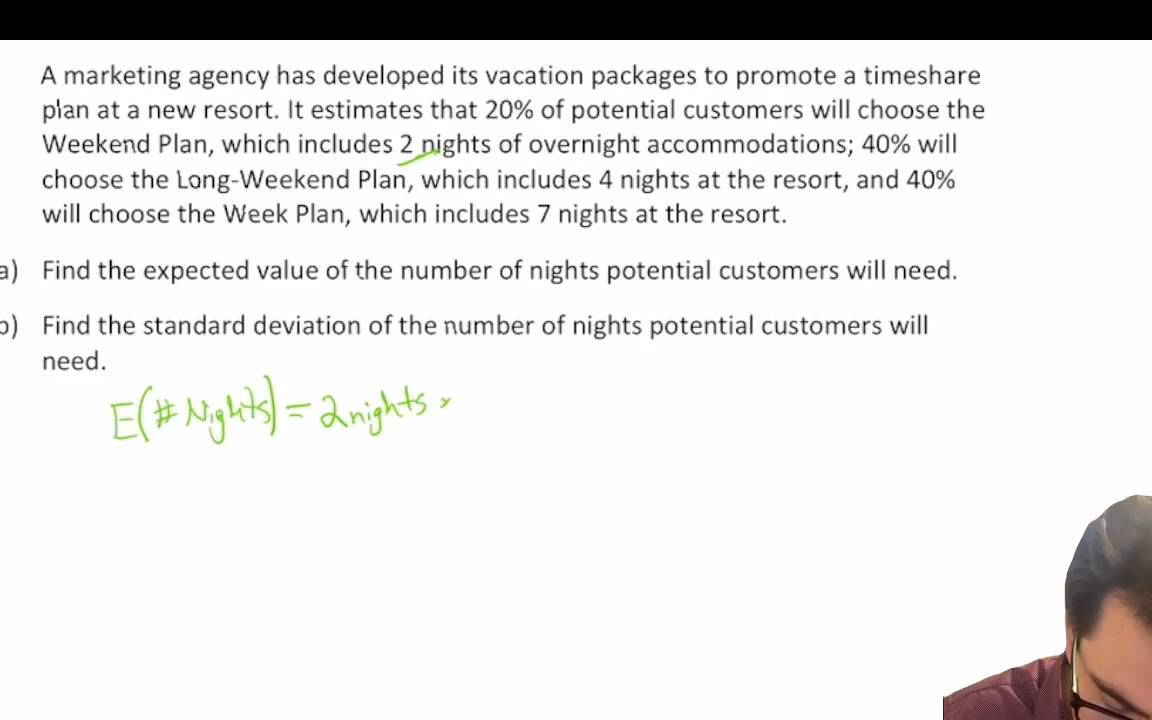 A marketing agency has developed its vacation packages to promote a timeshare
plan at a new resort. It estimates that 20% of potential customers will choose the
Weekend Plan, which includes 2 nights of overnight accommodations; 40% will
choose the Long-Weekend Plan, which includes 4 nights at the resort, and 40%
will choose the Week Plan, which includes 7 nights at the resort.
a) Find the expected value of the number of nights potential customers will need.
b) Find the standard deviation of the number of nights potential customers will
need.
E(# Nights) = 2 nights ×